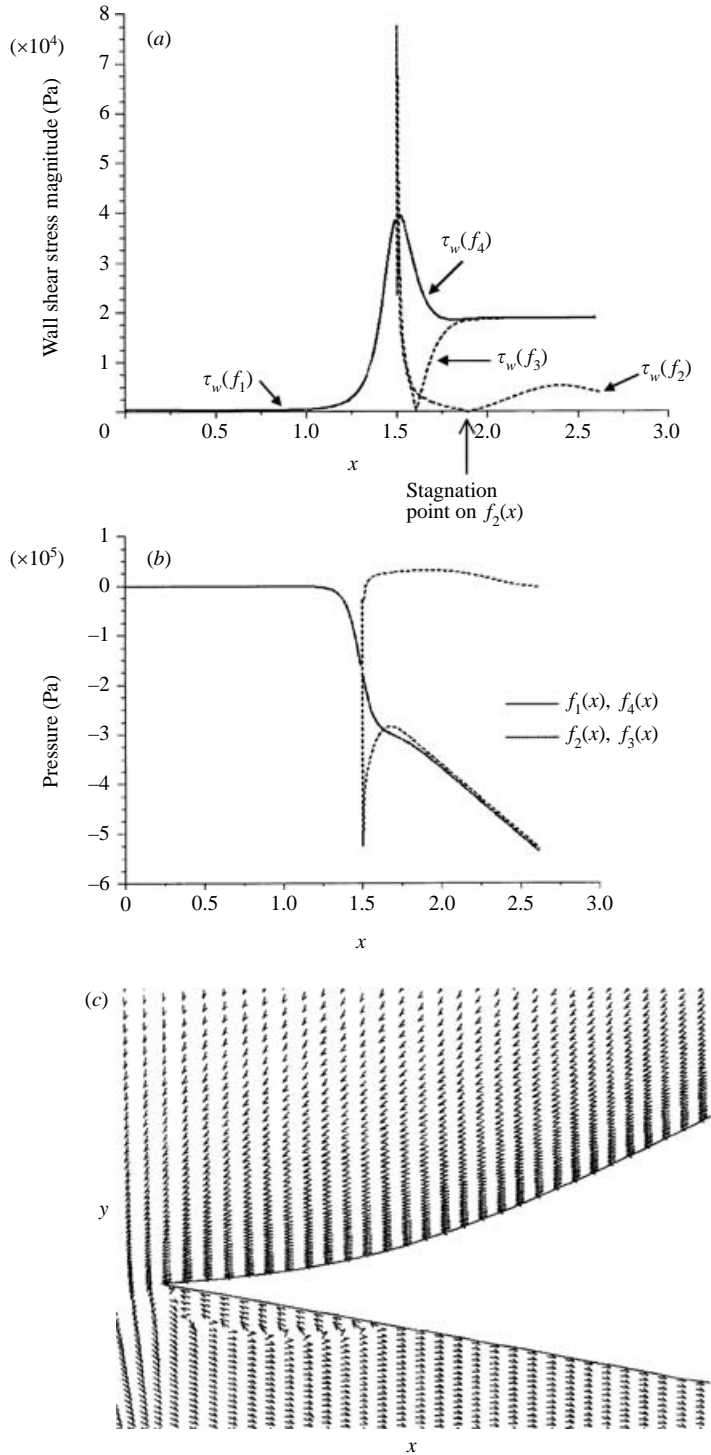 (a)
(×10⁴)
8
7
6
5
4
3
2
1
0
0.5
1.0
1.5
2.0
2.5
3.0
Wall shear stress magnitude (Pa)
τw(f4)
τw(f1)
τw(f3)
τw(f2)
x
Stagnation
point on f2(x)
(b)
(×10⁵)
1
0
–1
–2
–3
–4
–5
–6
0
0.5
1.0
1.5
2.0
2.5
3.0
Pressure (Pa)
f1(x), f4(x)
f2(x), f3(x)
x
(c)
y
x